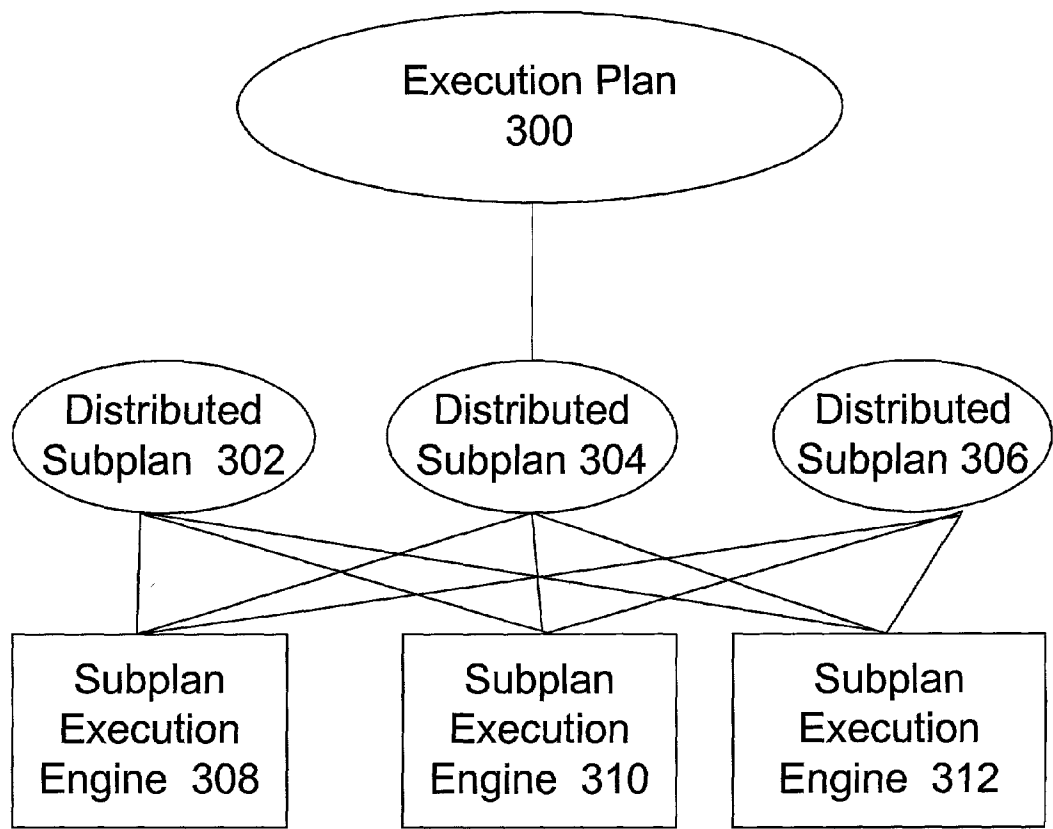 Execution Plan
300
Distributed
Subplan 302
Distributed
Subplan 304
Distributed
Subplan 306
Subplan
Execution
Engine 308
Subplan
Execution
Engine 310
Subplan
Execution
Engine 312